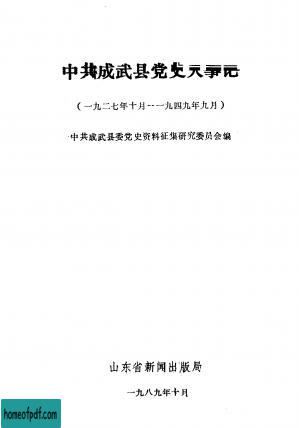 中共成武县党史大事记
（一九二七年十月--一九四九年九月）
中共成武县委党史资料征集研究委员会编
山东省新闻出版局
一九八九年十月
homeofpdf.com